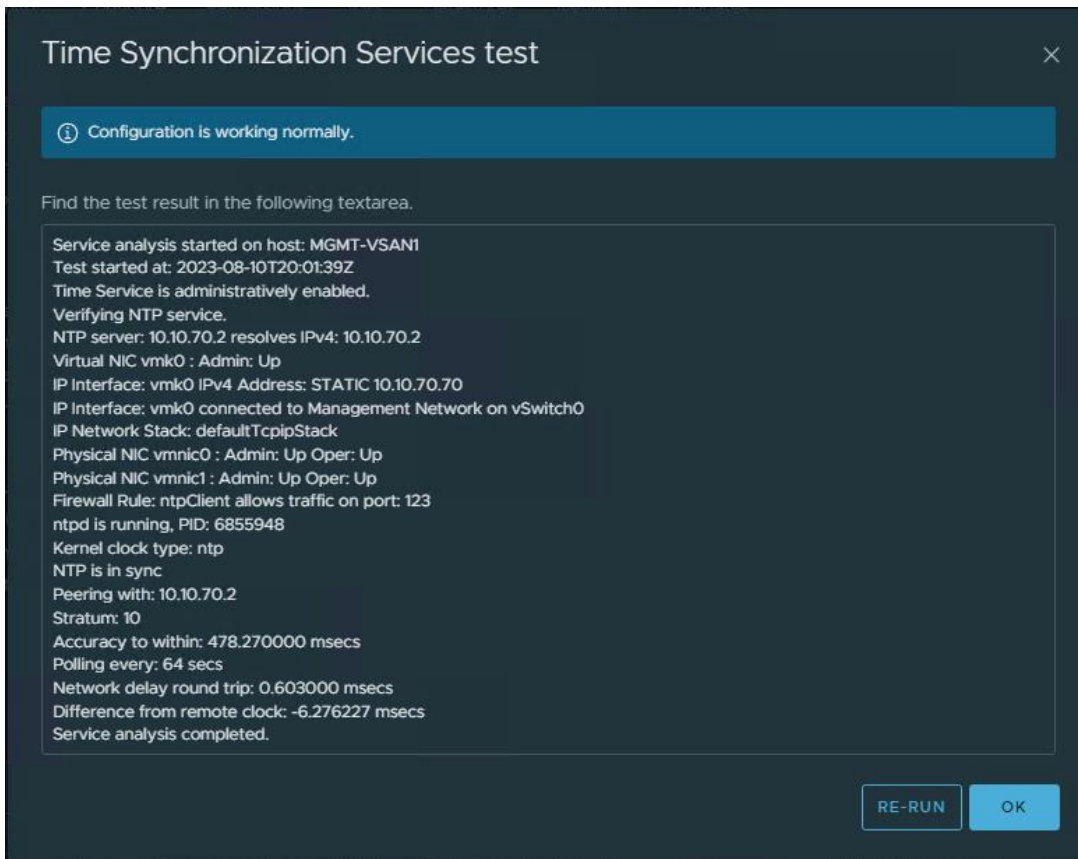 Time Synchronization Services test
Configuration is working normally.
Find the test result in the following textarea.
Service analysis started on host: MGMT-VSAN1
Test started at: 2023-08-10T20:01:39Z
Time Service is administratively enabled.
Verifying NTP service.
NTP server: 10.10.70.2 resolves IPv4: 10.10.70.2
Virtual NIC vmk0 : Admin: Up
IP Interface: vmk0 IPv4 Address: STATIC 10.10.70.70
IP Interface: vmk0 connected to Management Network on vSwitch0
IP Network Stack: defaultTcpipStack
Physical NIC vmnic0 : Admin: Up Oper: Up
Physical NIC vmnic1 : Admin: Up Oper: Up
Firewall Rule: ntpClient allows traffic on port: 123
ntpd is running, PID: 6855948
Kernel clock type: ntp
NTP is in sync
Peering with: 10.10.70.2
Stratum: 10
Accuracy to within: 478.270000 msecs
Polling every: 64 secs
Network delay round trip: 0.603000 msecs
Difference from remote clock: -6.276227 msecs
Service analysis completed.
RE-RUN
OK